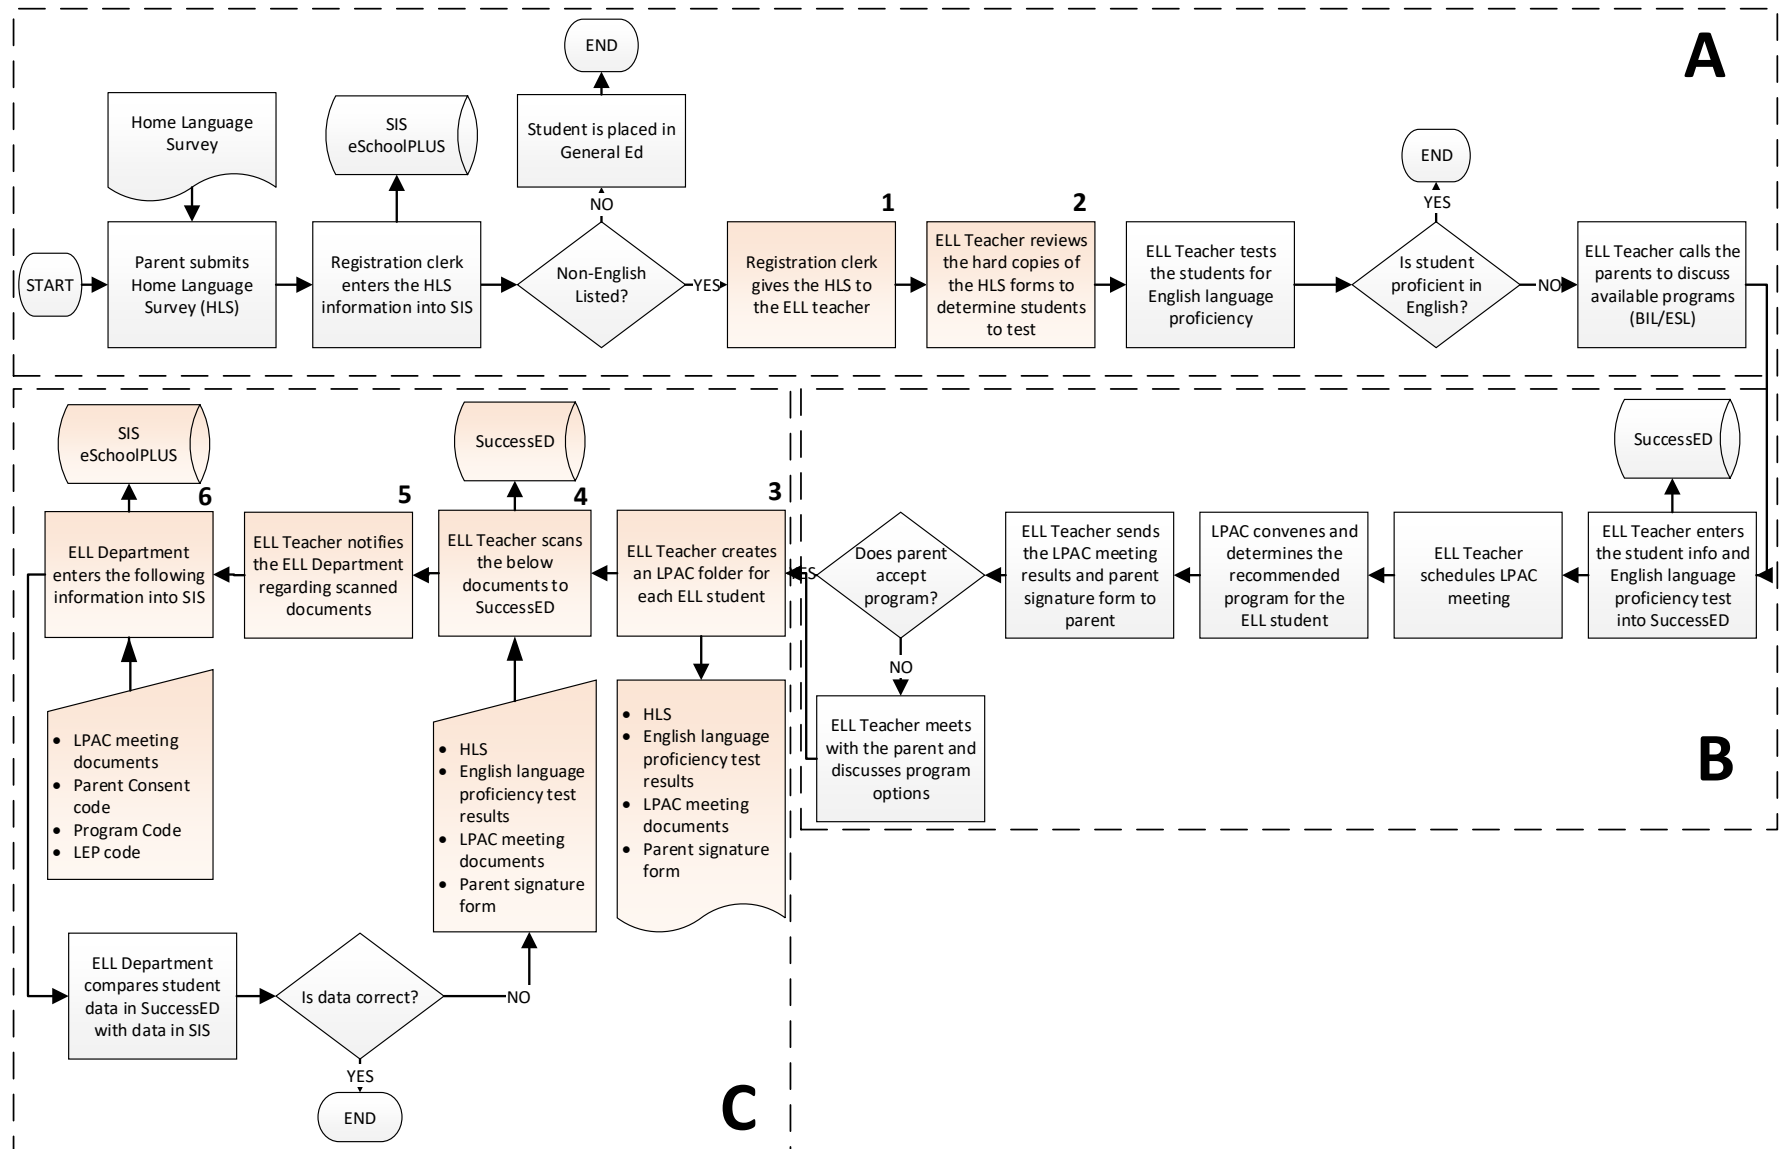 A
END
Home Language
Survey
SIS
eSchoolPLUS
Student is placed in
General Ed
END
NO
1
2
YES
START
Parent submits
Home Language
Survey (HLS)
Registration clerk
enters the HLS
information into SIS
Non-English
Listed?
YES
Registration clerk
gives the HLS to
the ELL teacher
ELL Teacher reviews
the hard copies of
the HLS forms to
determine students
to test
ELL Teacher tests
the students for
English language
proficiency
Is student
proficient in
English?
NO
ELL Teacher calls the
parents to discuss
available programs
(BIL/ESL)
SuccessED
ELL Teacher enters
the student info and
English language
proficiency test
into SuccessED
ELL Teacher
schedules LPAC
meeting
LPAC convenes and
determines the
recommended
program for the
ELL student
ELL Teacher sends
the LPAC meeting
results and parent
signature form to
parent
Does parent
accept
program?
NO
ELL Teacher meets
with the parent and
discusses program
options
B
3
ELL Teacher creates
an LPAC folder for
each ELL student
• HLS
• English language
proficiency test
results
• LPAC meeting
documents
• Parent signature
form
SuccessED
4
ELL Teacher scans
the below
documents to
SuccessED
• HLS
• English language
proficiency test
results
• LPAC meeting
documents
• Parent signature
form
5
ELL Teacher notifies
the ELL Department
regarding scanned
documents
SIS
eSchoolPLUS
6
ELL Department
enters the following
information into SIS
• LPAC meeting
documents
• Parent Consent
code
• Program Code
• LEP code
ELL Department
compares student
data in SuccessED
with data in SIS
Is data correct?
NO
YES
END
C